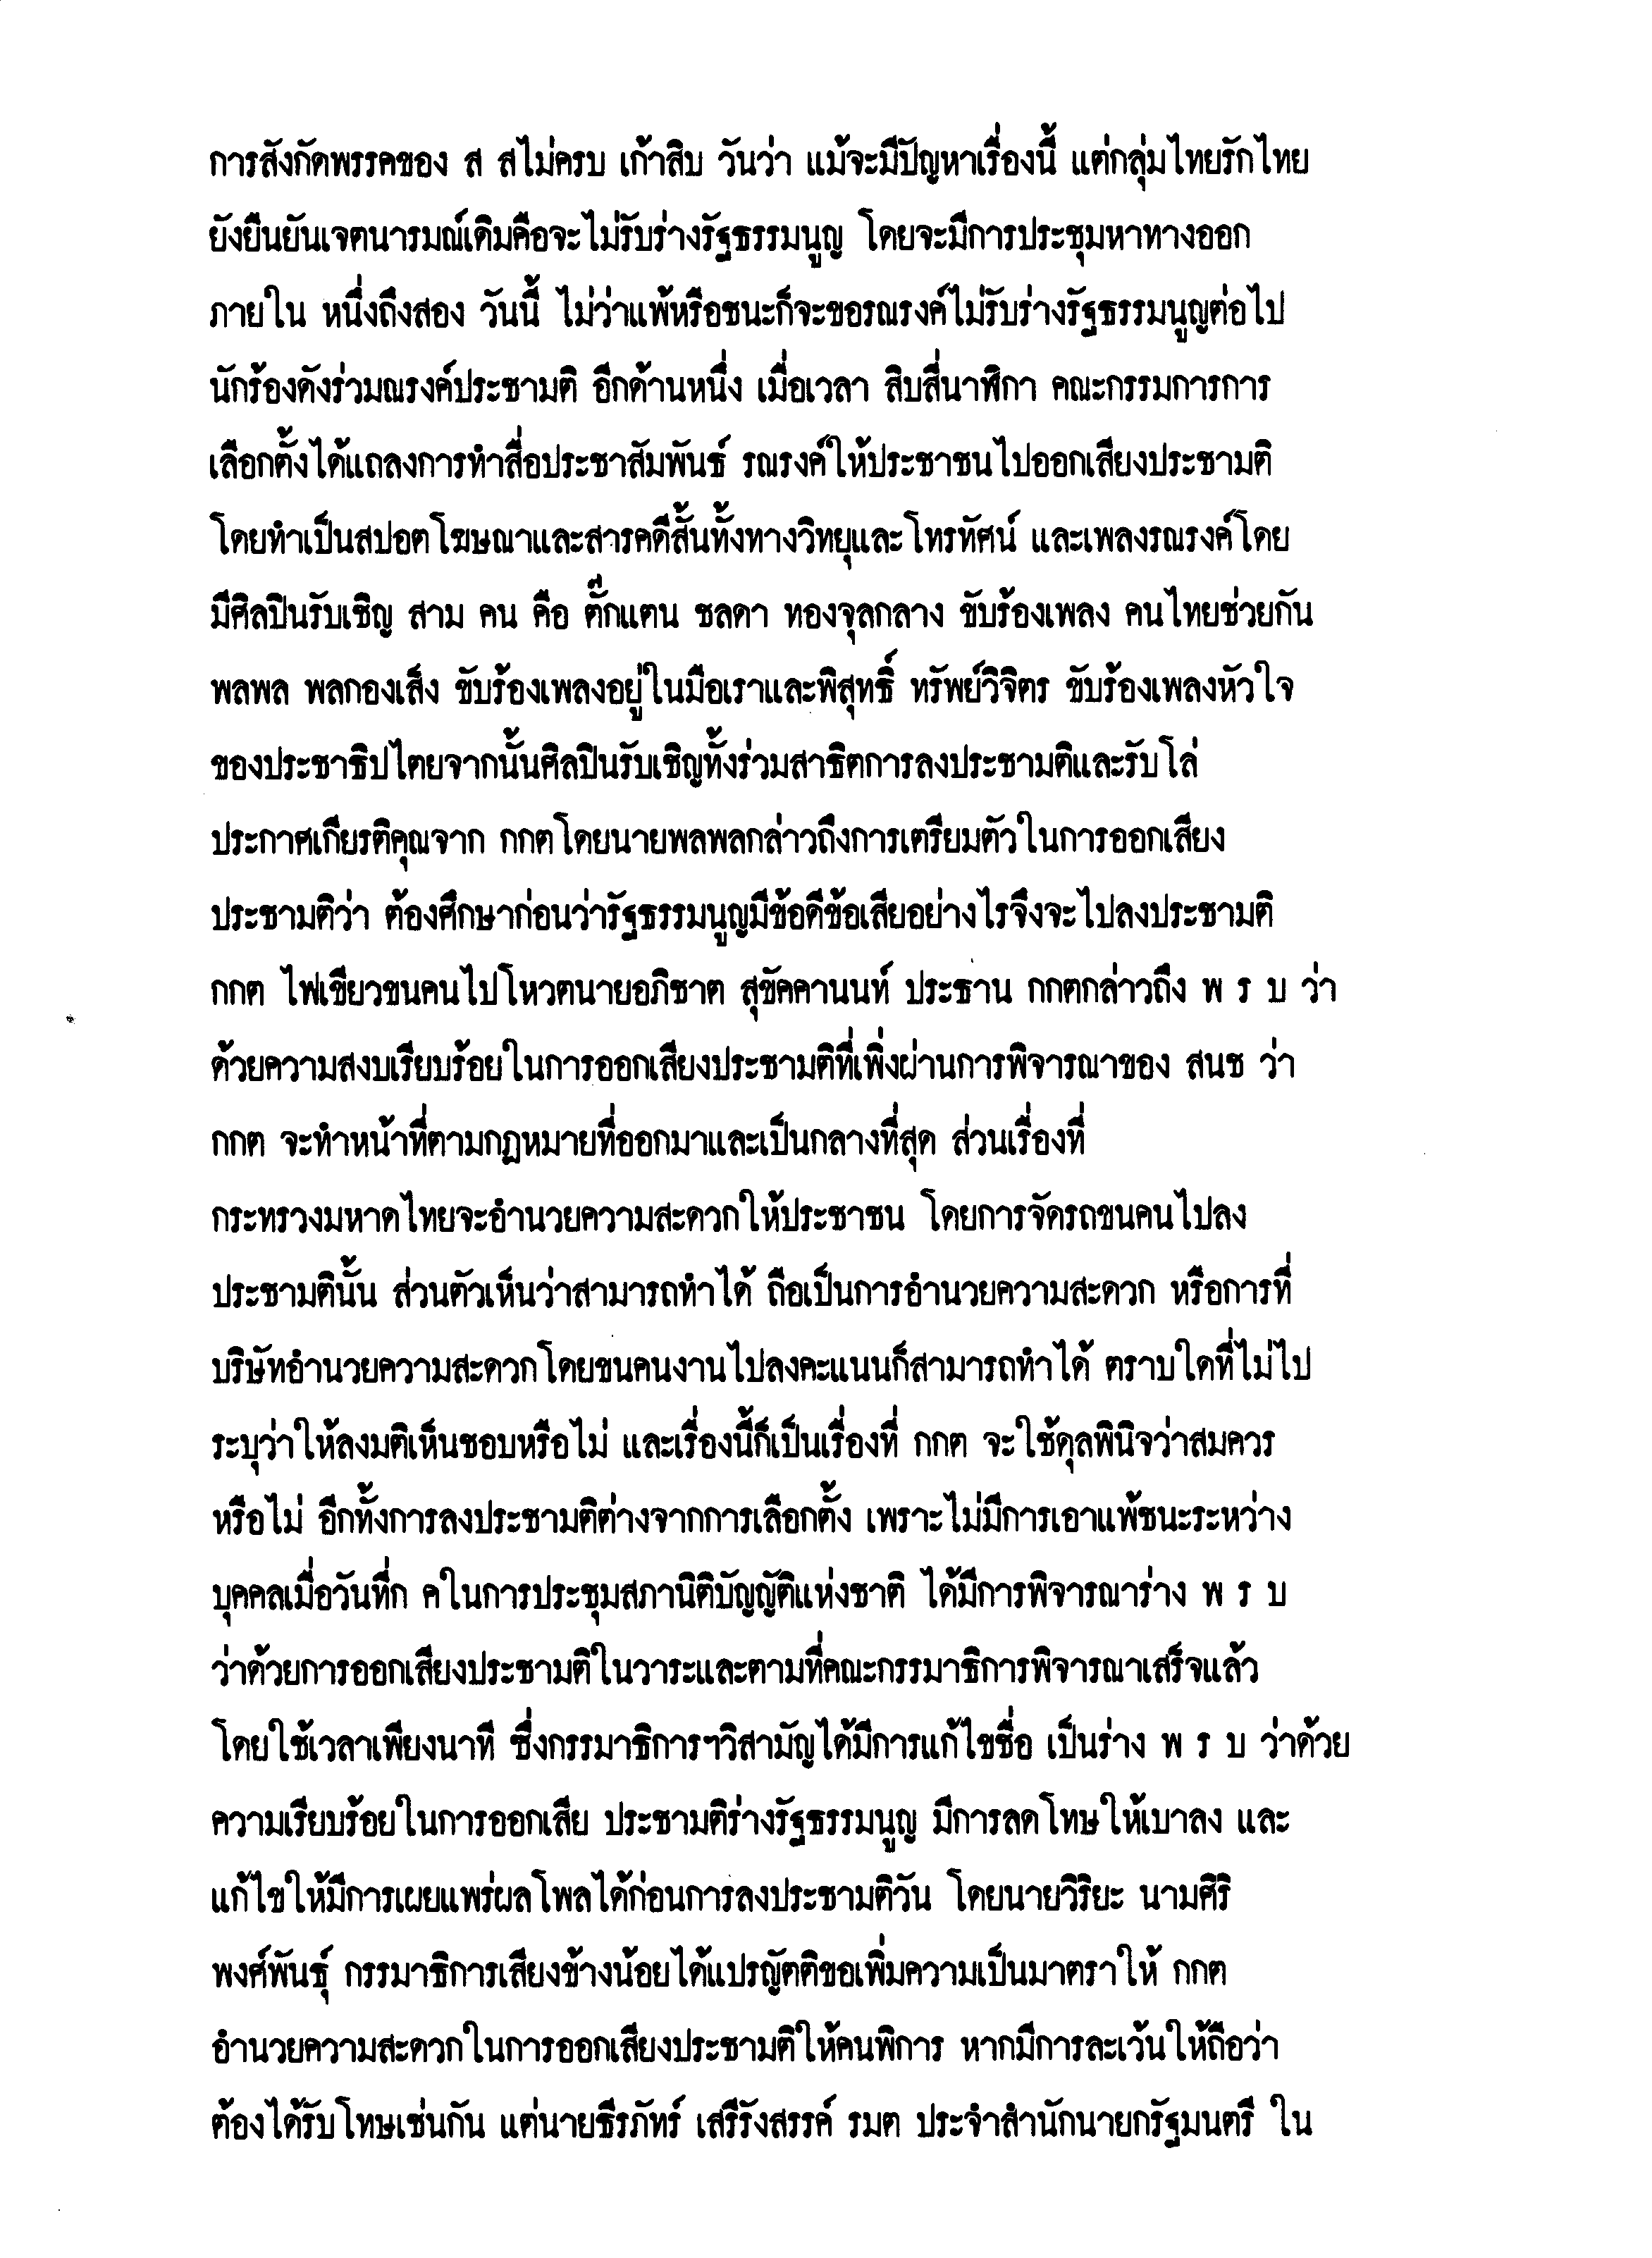 การสังกัดพรรคของ ส สไม่ครบ เก้าสิบ วันว่า แม้จะมีปัญหาเรื่องนี้ แต่กลุ่มไทยรักไทย
ยังยืนยันเจตนารมณ์เดิมคือจะไม่รับร่างรัฐธรรมนูญ โดยจะมีการประชุมหาทางออก
ภายใน หนึ่งถึงสอง วันนี้ ไม่ว่าแพ้หรือชนะก็จะขอรณรงค์ไม่รับร่างรัฐธรรมนูญต่อไป
นักร้องดังร่วมณรงค์ประชามติ อีกด้านหนึ่ง เมื่อเวลา สิบสี่นาฬิกา คณะกรรมการการ
เลือกตั้งได้แถลงการทำสื่อประชาสัมพันธ์ รณรงค์ให้ประชาชนไปออกเสียงประชามติ
โดยทำเป็นสปอตโฆษณาและสารคดีสั้นทั้งทางวิทยุและโทรทัศน์ และเพลงรณรงค์โดย
มีศิลปินรับเชิญ สาม คน คือ ตั๊กแตน ชลดา ทองจุลกลาง ขับร้องเพลง คนไทยช่วยกัน
พลพล พลกองเส็ง ขับร้องเพลงอยู่ในมือเราและพิสุทธิ์ ทรัพย์วิจิตร ขับร้องเพลงหัวใจ
ของประชาธิปไตยจากนั้นศิลปินรับเชิญทั้งร่วมสาธิตการลงประชามติและรับโล่
ประกาศเกียรติคุณจาก กกตโดยนายพลพลกล่าวถึงการเตรียมตัวในการออกเสียง
ประชามติว่า ต้องศึกษาก่อนว่ารัฐธรรมนูญมีข้อดีข้อเสียอย่างไรจึงจะไปลงประชามติ
กกต ไฟเขียวขนคนไปโหวตนายอภิชาต สุขัคคานนท์ ประธาน กกตกล่าวถึง พ ร บ ว่า
ด้วยความสงบเรียบร้อยในการออกเสียงประชามติที่เพิ่งผ่านการพิจารณาของ สนช ว่า
กกต จะทำหน้าที่ตามกฎหมายที่ออกมาและเป็นกลางที่สุด ส่วนเรื่องที่
กระทรวงมหาดไทยจะอำนวยความสะดวกให้ประชาชน โดยการจัดรถขนคนไปลง
ประชามตินั้น ส่วนตัวเห็นว่าสามารถทำได้ ถือเป็นการอำนวยความสะดวก หรือการที่
บริษัทอำนวยความสะดวกโดยขนคนงานไปลงคะแนนก็สามารถทำได้ ตราบใดที่ไม่ไป
ระบุว่าให้ลงมติเห็นชอบหรือไม่ และเรื่องนี้ก็เป็นเรื่องที่ กกต จะใช้ดุลพินิจว่าสมควร
หรือไม่ อีกทั้งการลงประชามติต่างจากการเลือกตั้ง เพราะไม่มีการเอาแพ้ชนะระหว่าง
บุคคลเมื่อวันที่ก คในการประชุมสภานิติบัญญัติแห่งชาติ ได้มีการพิจารณาร่าง พ ร บ
ว่าด้วยการออกเสียงประชามติในวาระและตามที่คณะกรรมาธิการพิจารณาเสร็จแล้ว
โดยใช้เวลาเพียงนาที ซึ่งกรรมาธิการฯวิสามัญได้มีการแก้ไขชื่อ เป็นร่าง พ ร บ ว่าด้วย
ความเรียบร้อยในการออกเสีย ประชามติร่างรัฐธรรมนูญ มีการลดโทษให้เบาลง และ
แก้ไขให้มีการเผยแพร่ผลโพลได้ก่อนการลงประชามติวัน โดยนายวิริยะ นามศิริ
พงศ์พันธุ์ กรรมาธิการเสียงข้างน้อยได้แปรญัตติขอเพิ่มความเป็นมาตราให้ กกต
อำนวยความสะดวกในการออกเสียงประชามติให้คนพิการ หากมีการละเว้นให้ถือว่า
ต้องได้รับโทษเช่นกัน แต่นายธีรภัทร์ เสรีรังสรรค์ รมต ประจำสำนักนายกรัฐมนตรี ใน